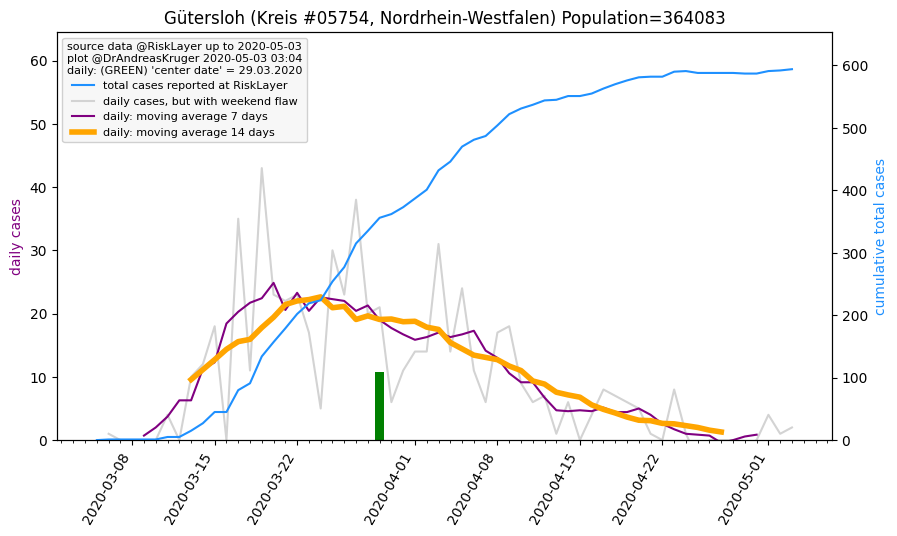 Gütersloh (Kreis #05754, Nordrhein-Westfalen) Population=364083
source data @RiskLayer up to 2020-05-03
plot @DrAndreasKruger 2020-05-03 03:04
daily: (GREEN) 'center date' = 29.03.2020
total cases reported at RiskLayer
daily cases, but with weekend flaw
daily: moving average 7 days
daily: moving average 14 days
daily cases
60
50
40
30
20
10
0
cumulative total cases
600
500
400
300
200
100
0
2020-03-08
2020-03-15
2020-03-22
2020-04-01
2020-04-08
2020-04-15
2020-04-22
2020-05-01